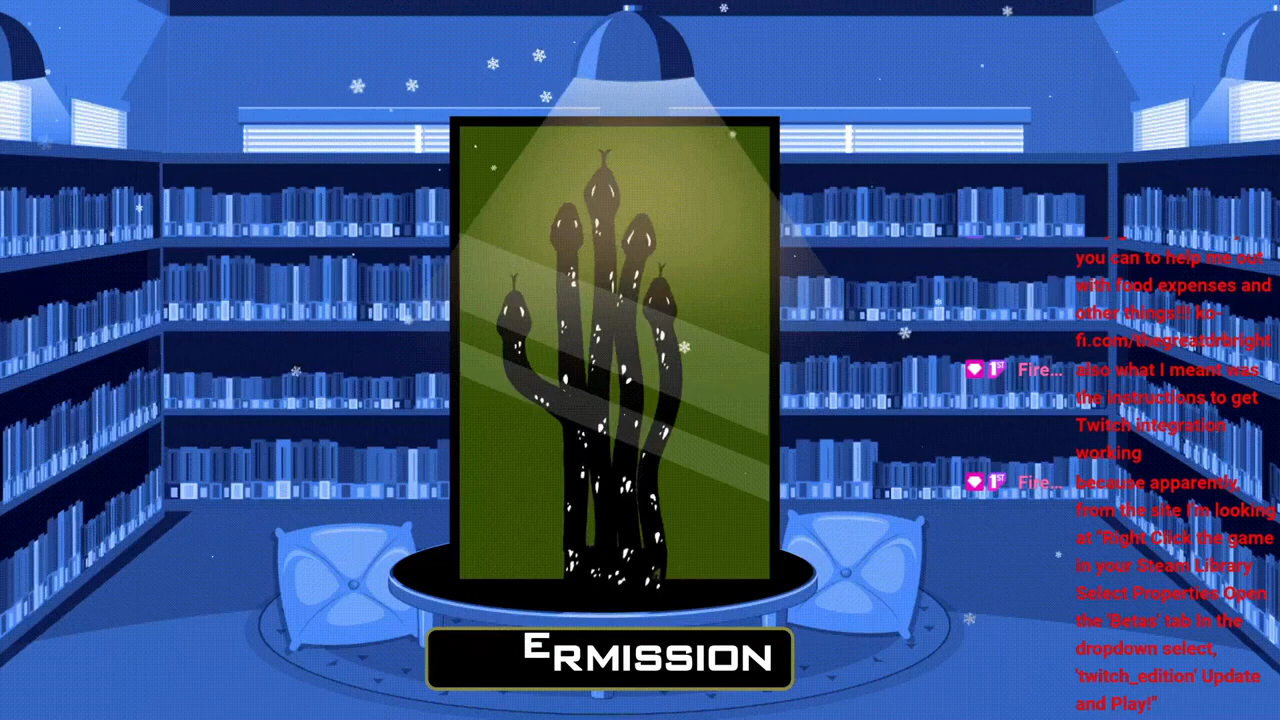 you can to help me out
with food expenses and
other things!!! ko-
fi.com/thegreatdrbright
1ST Fire... also what I meant was
the instructions to get
Twitch integration
working
1ST Fire... because apparently,
from the site I'm looking
at "Right Click the game
in your Steam Library
Select Properties Open
the 'Betas' tab In the
dropdown select,
'twitch_edition' Update
and Play!"
ERMISSION